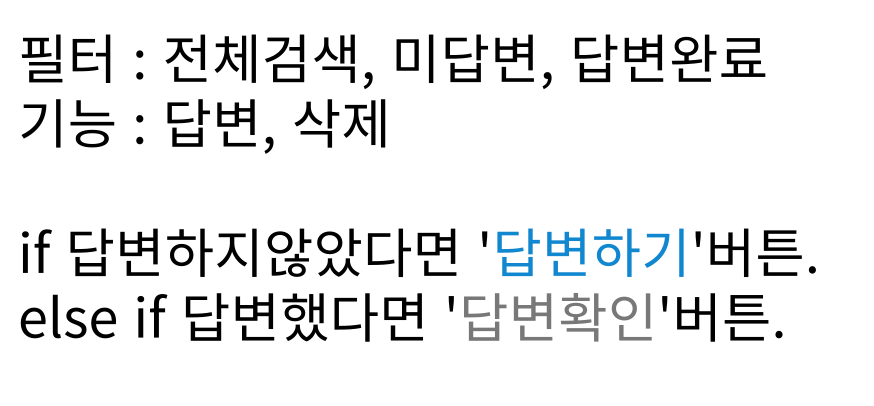 필터 : 전체검색, 미답변, 답변완료
기능 : 답변, 삭제
if 답변하지않았다면 '답변하기'버튼.
else if 답변했다면 '답변확인'버튼.